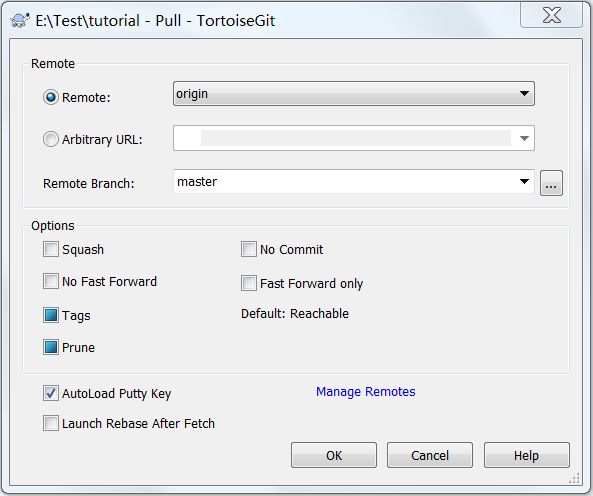 E:\Test\tutorial - Pull - TortoiseGit
Remote
Remote: origin
Arbitrary URL:
Remote Branch: master ...
Options
Squash No Commit
No Fast Forward Fast Forward only
Tags Default: Reachable
Prune
AutoLoad Putty Key Manage Remotes
Launch Rebase After Fetch
OK Cancel Help